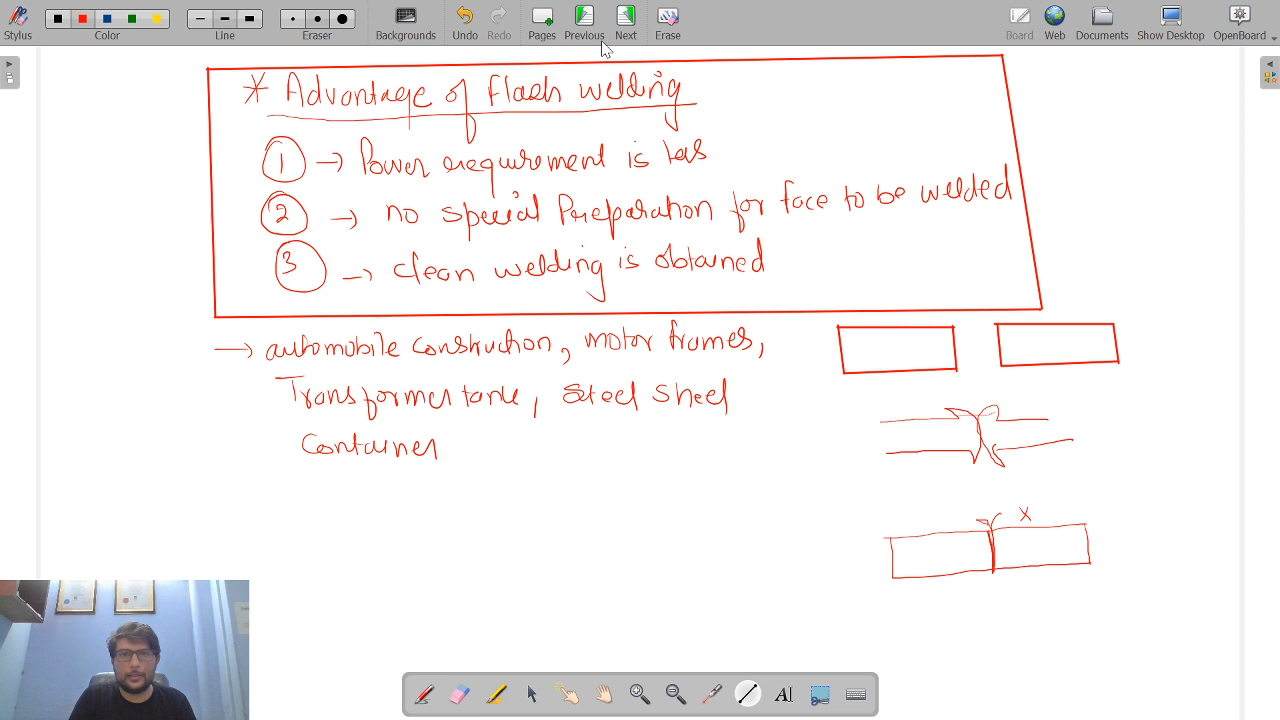 Stylus
Color
Line
Eraser
Backgrounds
Undo
Redo
Pages
Previous
Next
Erase
Board
Web
Documents
Show Desktop
OpenBoard
* Advantage of flash welding
1 → Power requirement is less
2 → no special Preparation for face to be welded
3 → clean welding is obtained
→ automobile construction, motor frames,
Transformer tank, Steel Sheel
Container
X
AI